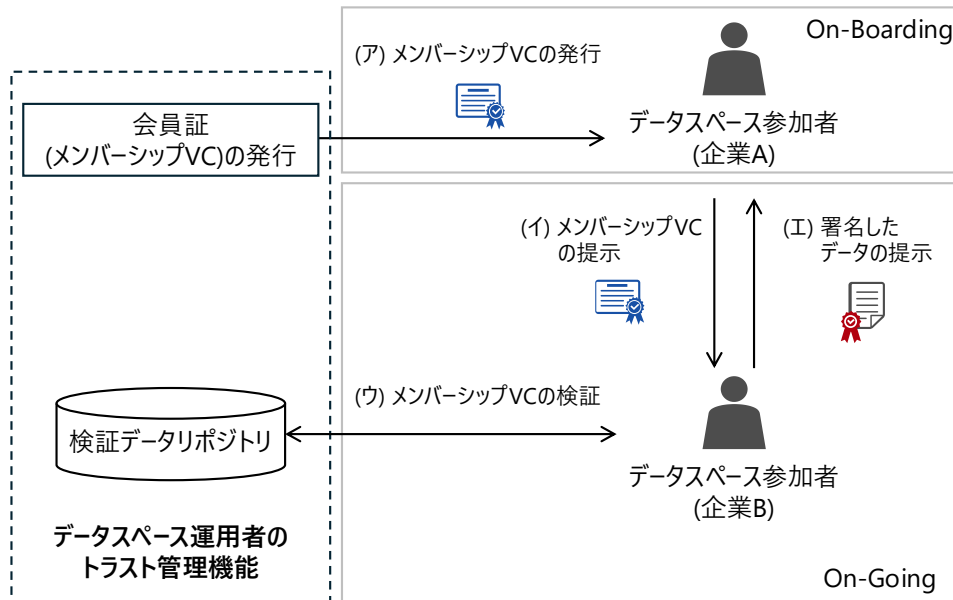 On-Boarding
(ア) メンバーシップVCの発行
会員証
(メンバーシップVC)の発行
データスペース参加者
(企業A)
(イ) メンバーシップVC
の提示
(エ) 署名した
データの提示
(ウ) メンバーシップVCの検証
検証データリポジトリ
データスペース参加者
(企業B)
データスペース運用者の
トラスト管理機能
On-Going